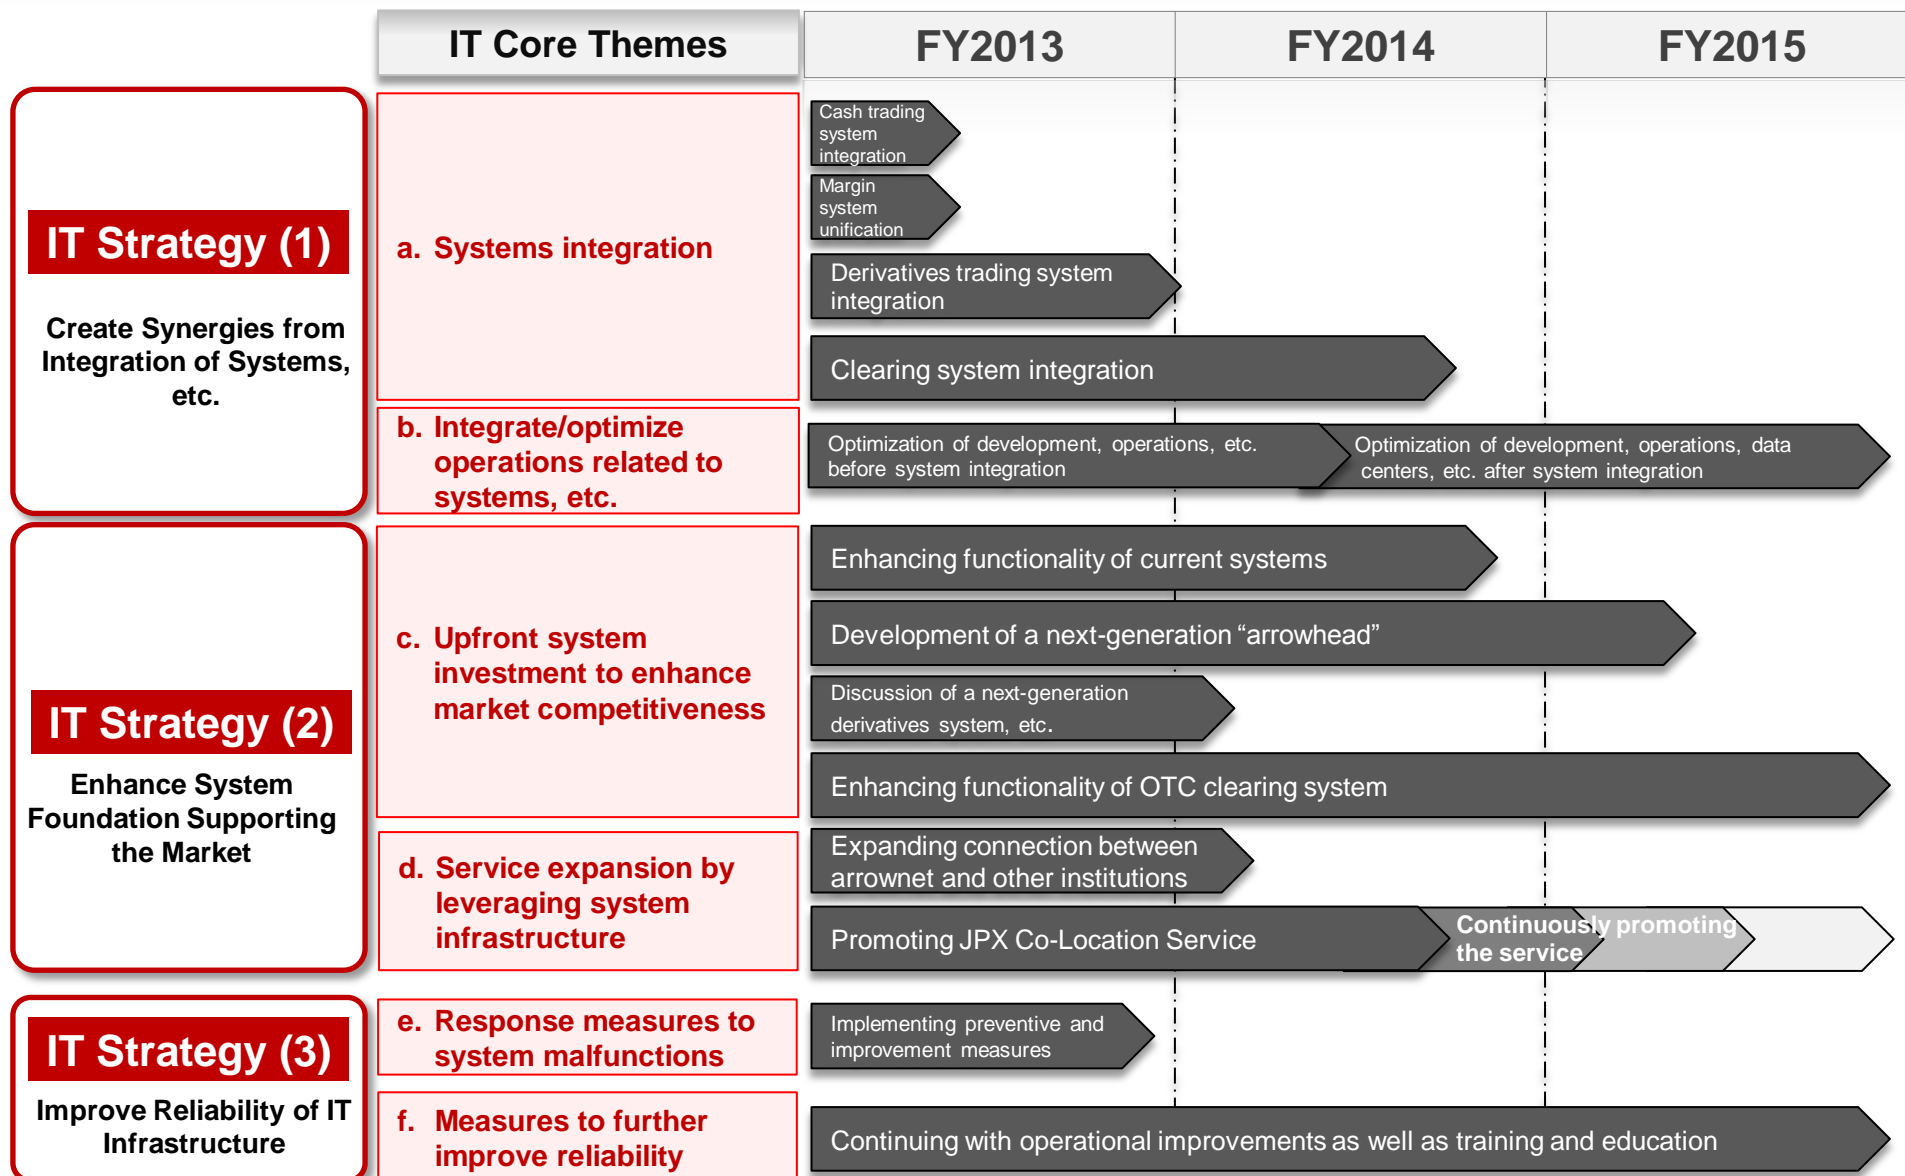 IT Core Themes
FY2013
FY2014
FY2015
IT Strategy (1)
Create Synergies from
Integration of Systems,
etc.
a. Systems integration
Cash trading
system
integration
Margin
system
unification
Derivatives trading system
integration
Clearing system integration
b. Integrate/optimize
operations related to
systems, etc.
Optimization of development, operations, etc.
before system integration
Optimization of development, operations, data
centers, etc. after system integration
IT Strategy (2)
Enhance System
Foundation Supporting
the Market
c. Upfront system
investment to enhance
market competitiveness
Enhancing functionality of current systems
Development of a next-generation “arrowhead”
Discussion of a next-generation
derivatives system, etc.
Enhancing functionality of OTC clearing system
d. Service expansion by
leveraging system
infrastructure
Expanding connection between
arrownet and other institutions
Promoting JPX Co-Location Service
Continuously promoting
the service
IT Strategy (3)
Improve Reliability of IT
Infrastructure
e. Response measures to
system malfunctions
Implementing preventive and
improvement measures
f. Measures to further
improve reliability
Continuing with operational improvements as well as training and education